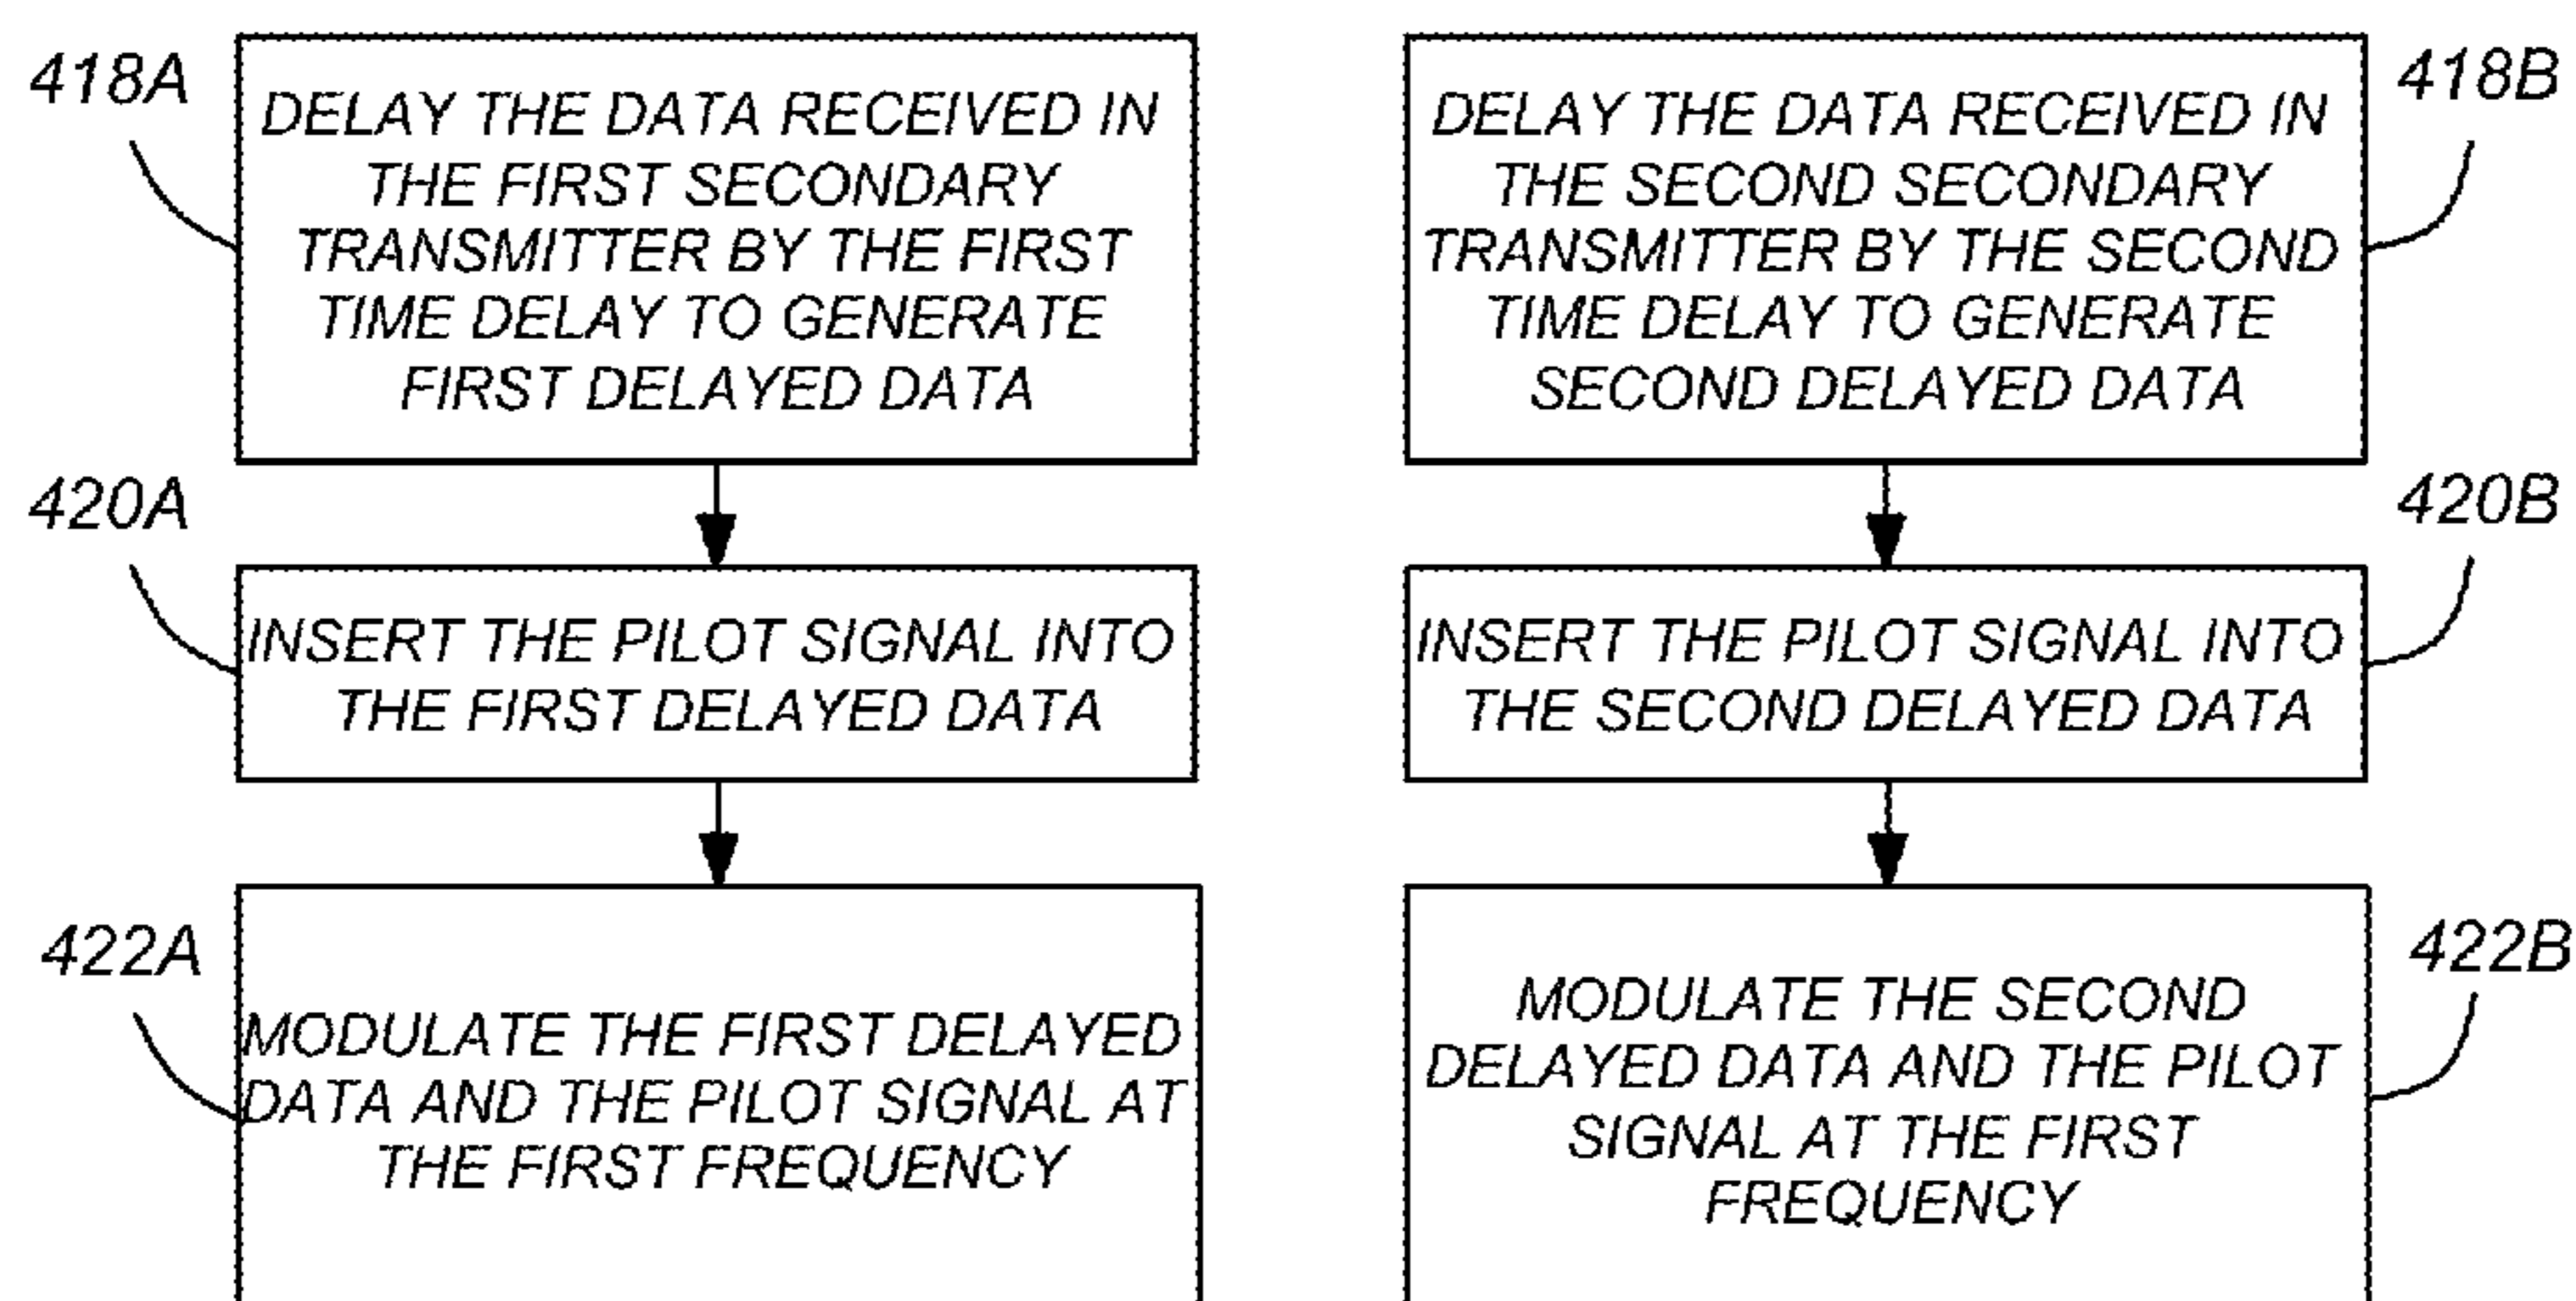 418A
DELAY THE DATA RECEIVED IN
THE FIRST SECONDARY
TRANSMITTER BY THE FIRST
TIME DELAY TO GENERATE
FIRST DELAYED DATA
418B
DELAY THE DATA RECEIVED IN
THE SECOND SECONDARY
TRANSMITTER BY THE SECOND
TIME DELAY TO GENERATE
SECOND DELAYED DATA
420A
INSERT THE PILOT SIGNAL INTO
THE FIRST DELAYED DATA
420B
INSERT THE PILOT SIGNAL INTO
THE SECOND DELAYED DATA
422A
MODULATE THE FIRST DELAYED
DATA AND THE PILOT SIGNAL AT
THE FIRST FREQUENCY
422B
MODULATE THE SECOND
DELAYED DATA AND THE PILOT
SIGNAL AT THE FIRST
FREQUENCY